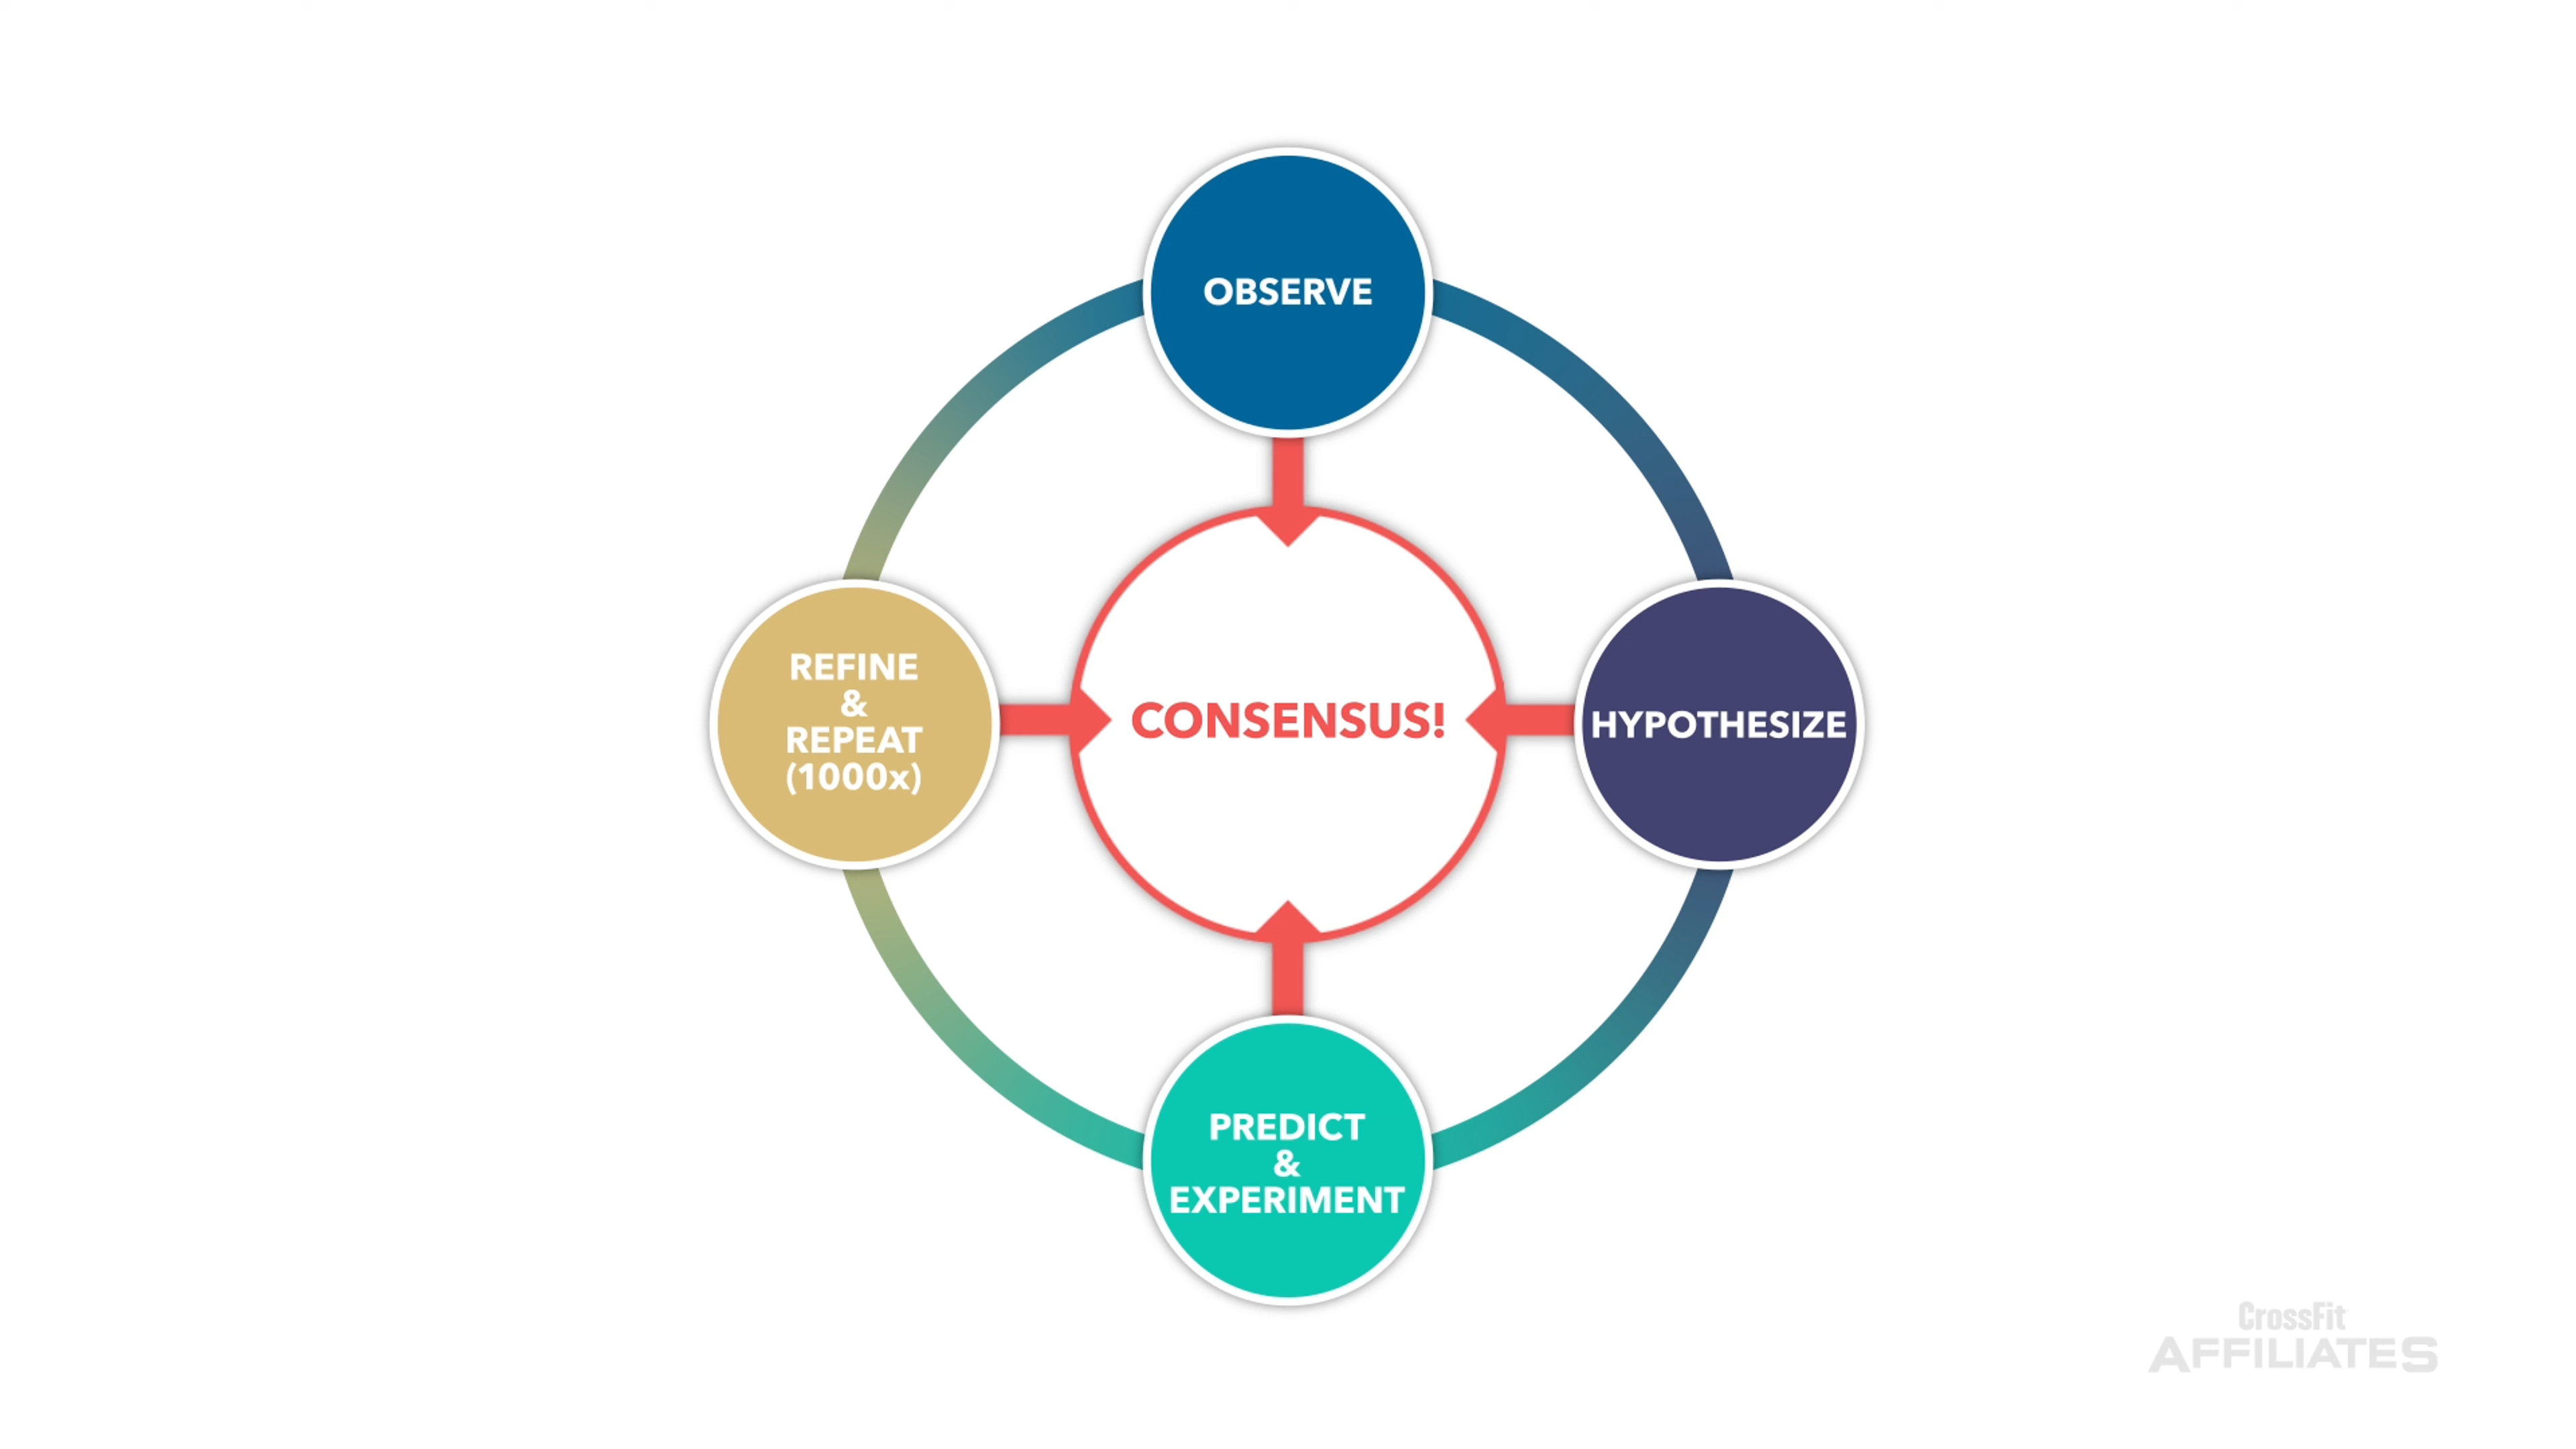 OBSERVE
REFINE
&
REPEAT
(1000x)
CONSENSUS!
HYPOTHESIZE
PREDICT
&
EXPERIMENT
CrossFit
AFFILIATES